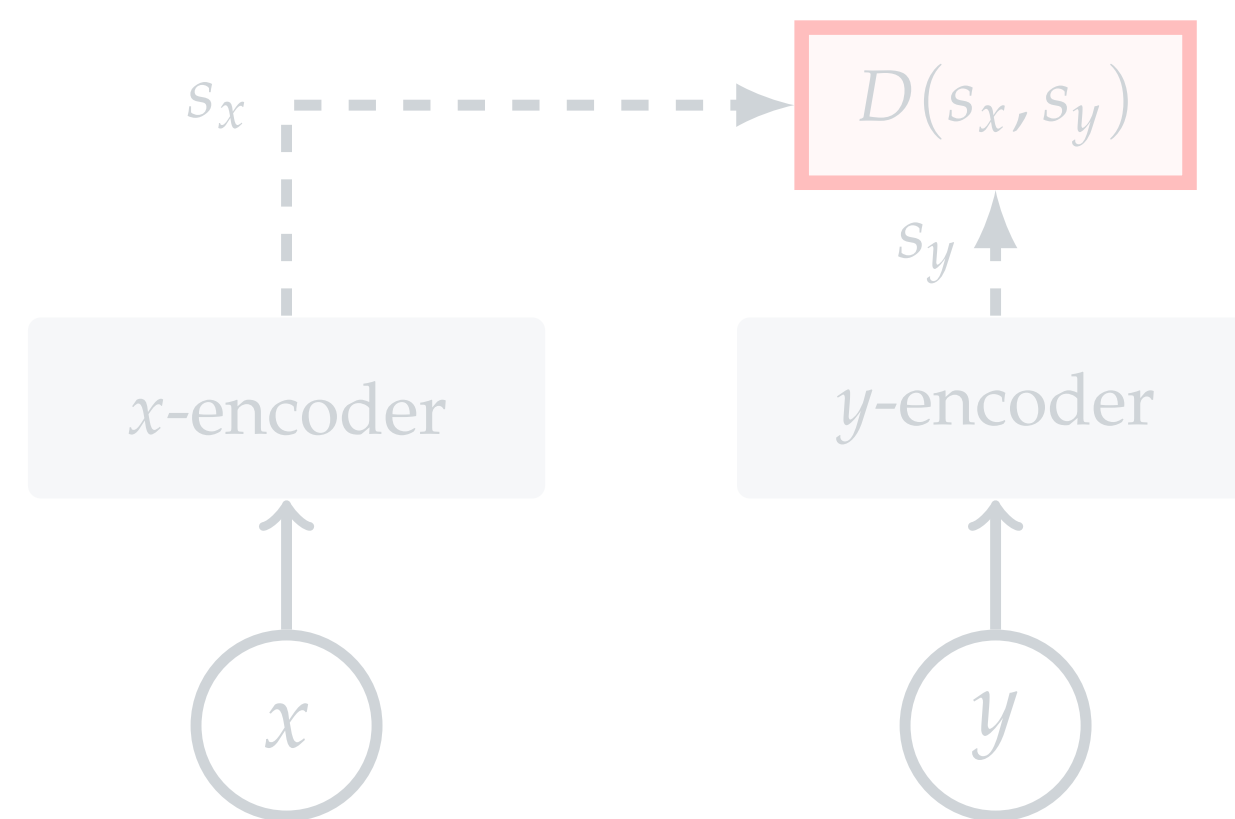 s_x
D(s_x, s_y)
s_y
x-encoder
y-encoder
x
y